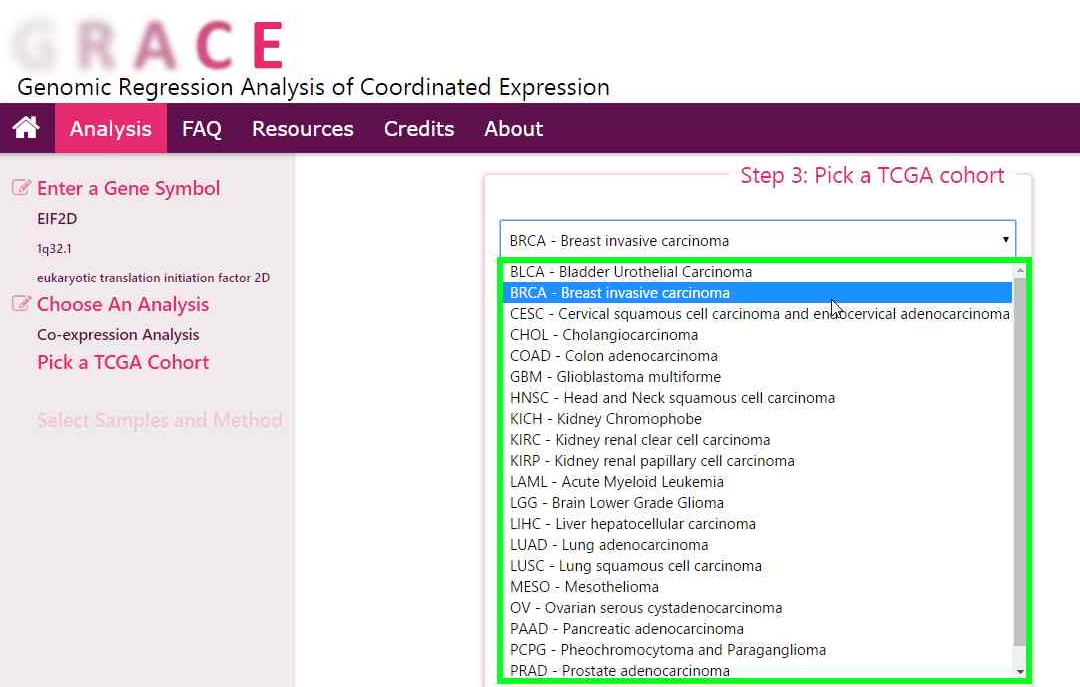 GRACE
Genomic Regression Analysis of Coordinated Expression
Analysis FAQ Resources Credits About
Enter a Gene Symbol
EIF2D
1q32.1
eukaryotic translation initiation factor 2D
Choose An Analysis
Co-expression Analysis
Pick a TCGA Cohort
Select Samples and Method
Step 3: Pick a TCGA cohort
BRCA - Breast invasive carcinoma
BLCA - Bladder Urothelial Carcinoma
BRCA - Breast invasive carcinoma
CESC - Cervical squamous cell carcinoma and endocervical adenocarcinoma
CHOL - Cholangiocarcinoma
COAD - Colon adenocarcinoma
GBM - Glioblastoma multiforme
HNSC - Head and Neck squamous cell carcinoma
KICH - Kidney Chromophobe
KIRC - Kidney renal clear cell carcinoma
KIRP - Kidney renal papillary cell carcinoma
LAML - Acute Myeloid Leukemia
LGG - Brain Lower Grade Glioma
LIHC - Liver hepatocellular carcinoma
LUAD - Lung adenocarcinoma
LUSC - Lung squamous cell carcinoma
MESO - Mesothelioma
OV - Ovarian serous cystadenocarcinoma
PAAD - Pancreatic adenocarcinoma
PCPG - Pheochromocytoma and Paraganglioma
PRAD - Prostate adenocarcinoma